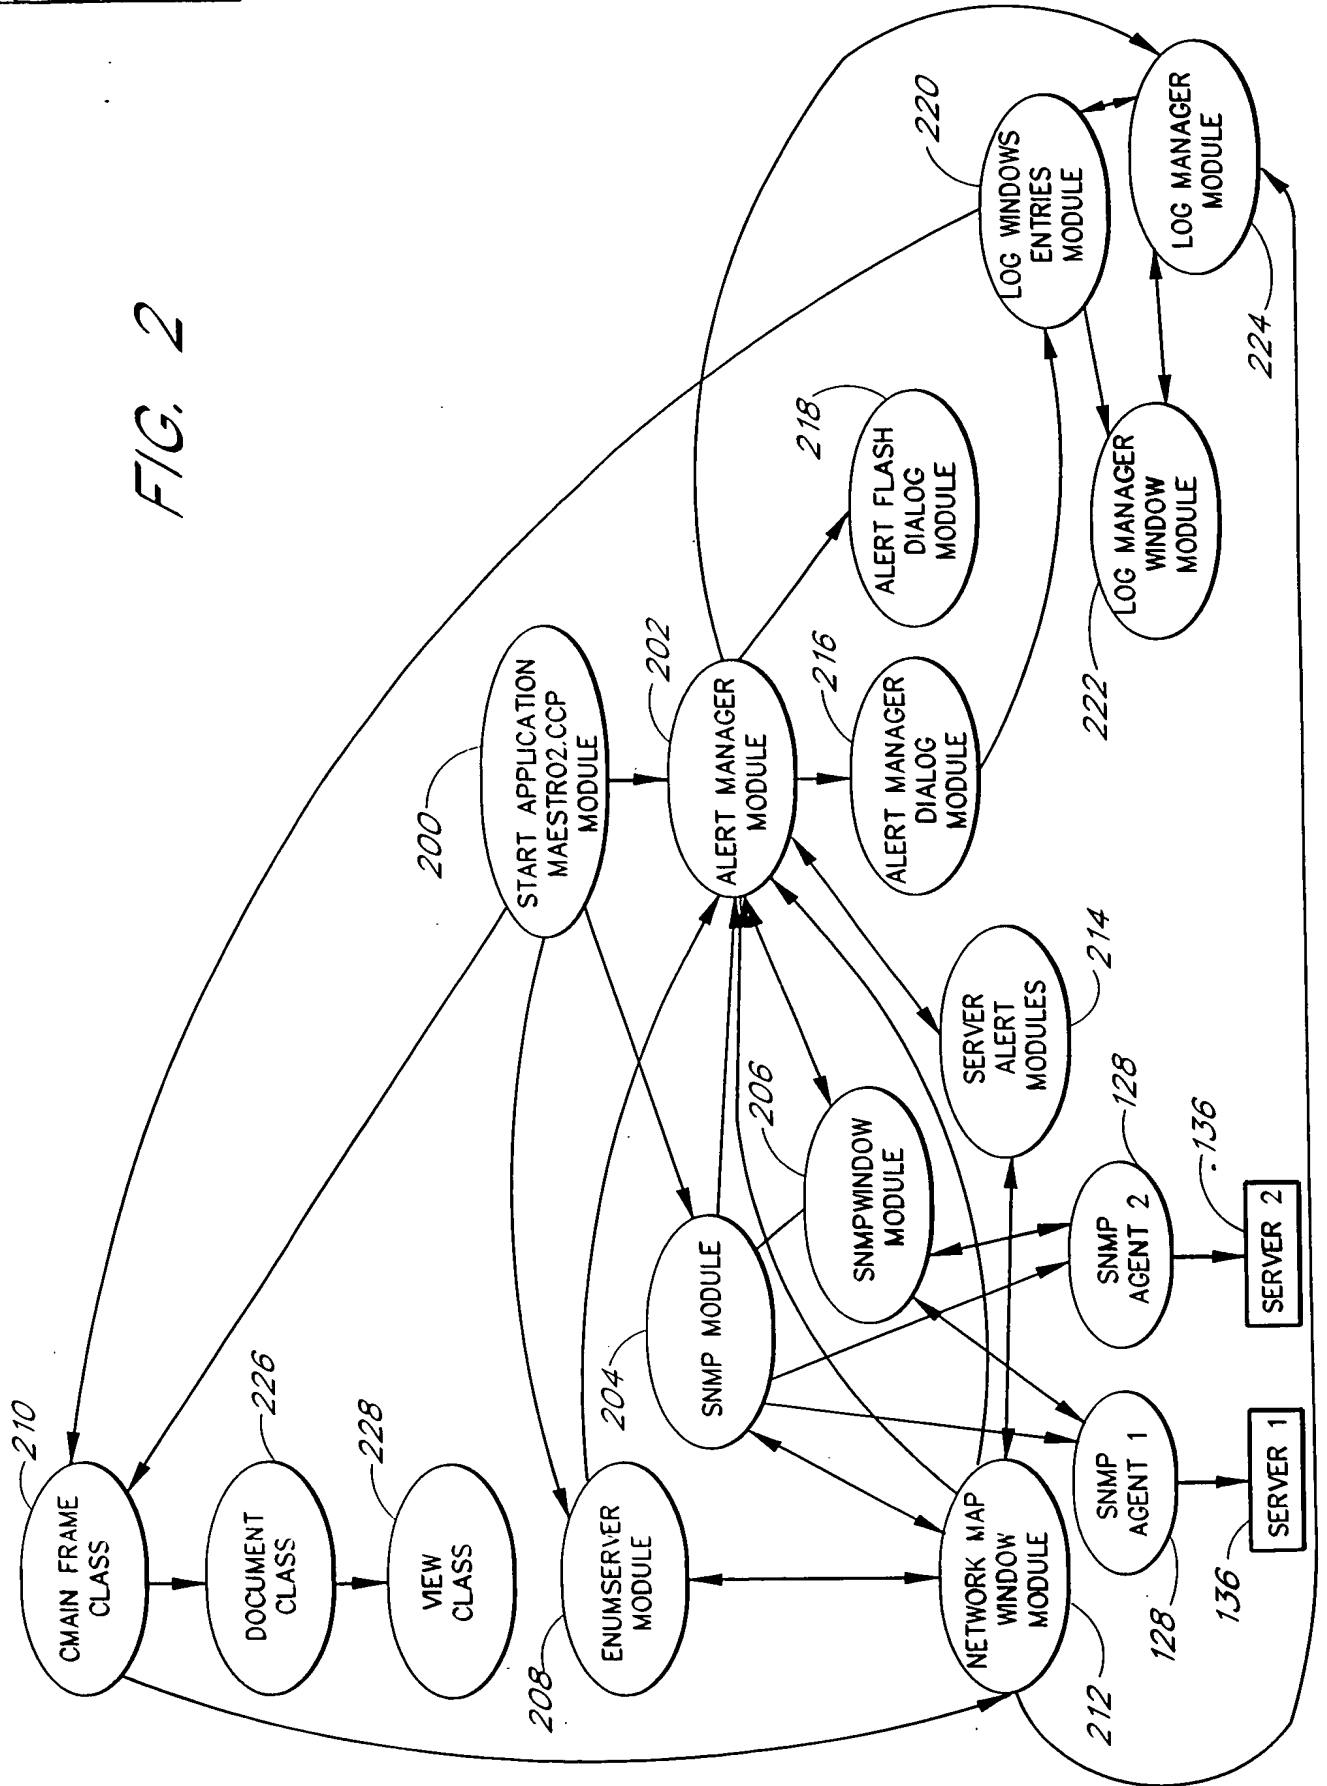 FIG. 2
210
CMAIN FRAME
CLASS
226
DOCUMENT
CLASS
228
VIEW
CLASS
208
ENUMSERVER
MODULE
200
START APPLICATION
MAESTRO2.CCP
MODULE
204
SNMP MODULE
202
ALERT MANAGER
MODULE
206
SNMPWINDOW
MODULE
216
ALERT MANAGER
DIALOG
MODULE
218
ALERT FLASH
DIALOG
MODULE
220
LOG WINDOWS
ENTRIES
MODULE
212
NETWORK MAP
WINDOW
MODULE
214
SERVER
ALERT
MODULES
222
LOG MANAGER
WINDOW
MODULE
224
LOG MANAGER
MODULE
128
SNMP
AGENT 1
128
SNMP
AGENT 2
136
SERVER 1
136
SERVER 2